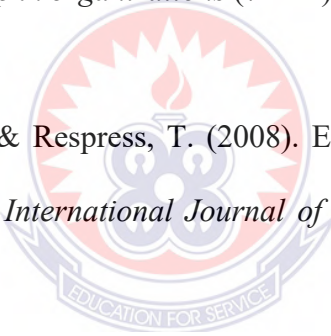 & Respress, T. (2008). E
International Journal of
EDUCATION FOR SERVICE